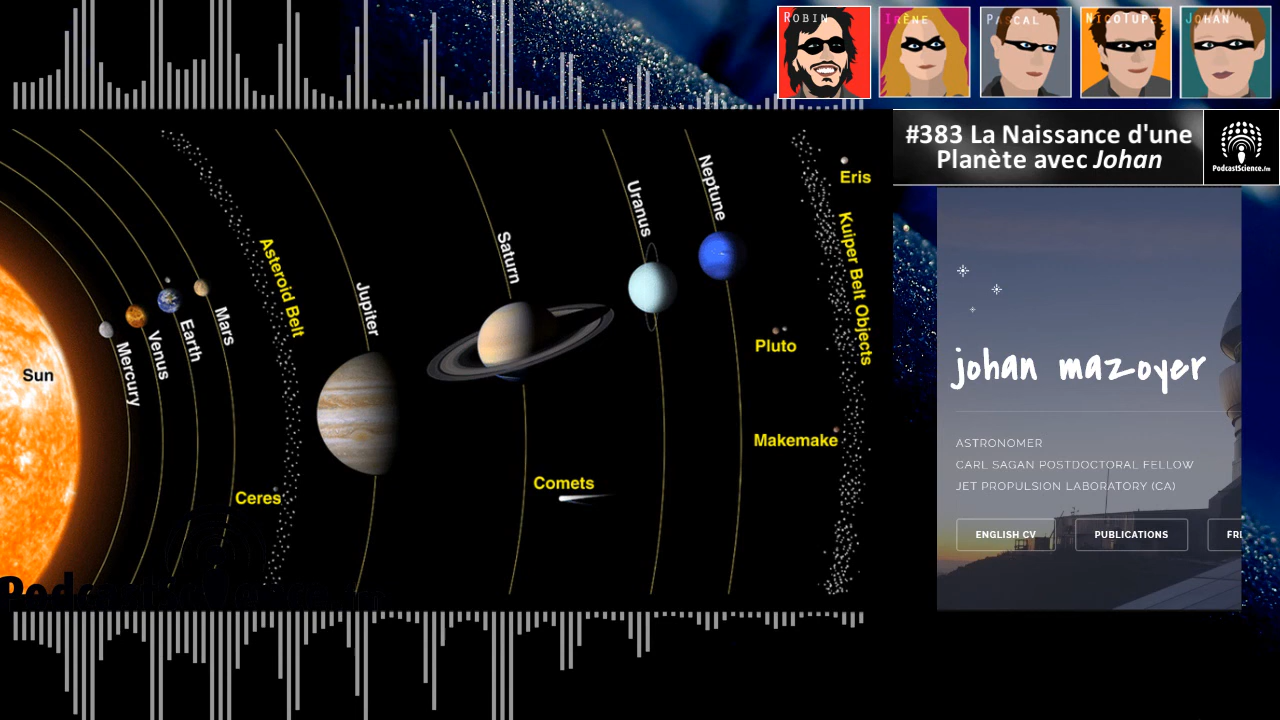 ROBIN
IRÈNE
PASCAL
NICOTUPE
JOHAN
#383 La Naissance d'une
Planète avec Johan
PodcastScience.fm
Sun
Mercury
Venus
Earth
Mars
Asteroid Belt
Ceres
Jupiter
Saturn
Comets
Uranus
Neptune
Pluto
Makemake
Eris
Kuiper Belt Objects
johan mazoyer
ASTRONOMER
CARL SAGAN POSTDOCTORAL FELLOW
JET PROPULSION LABORATORY (CA)
ENGLISH CV
PUBLICATIONS